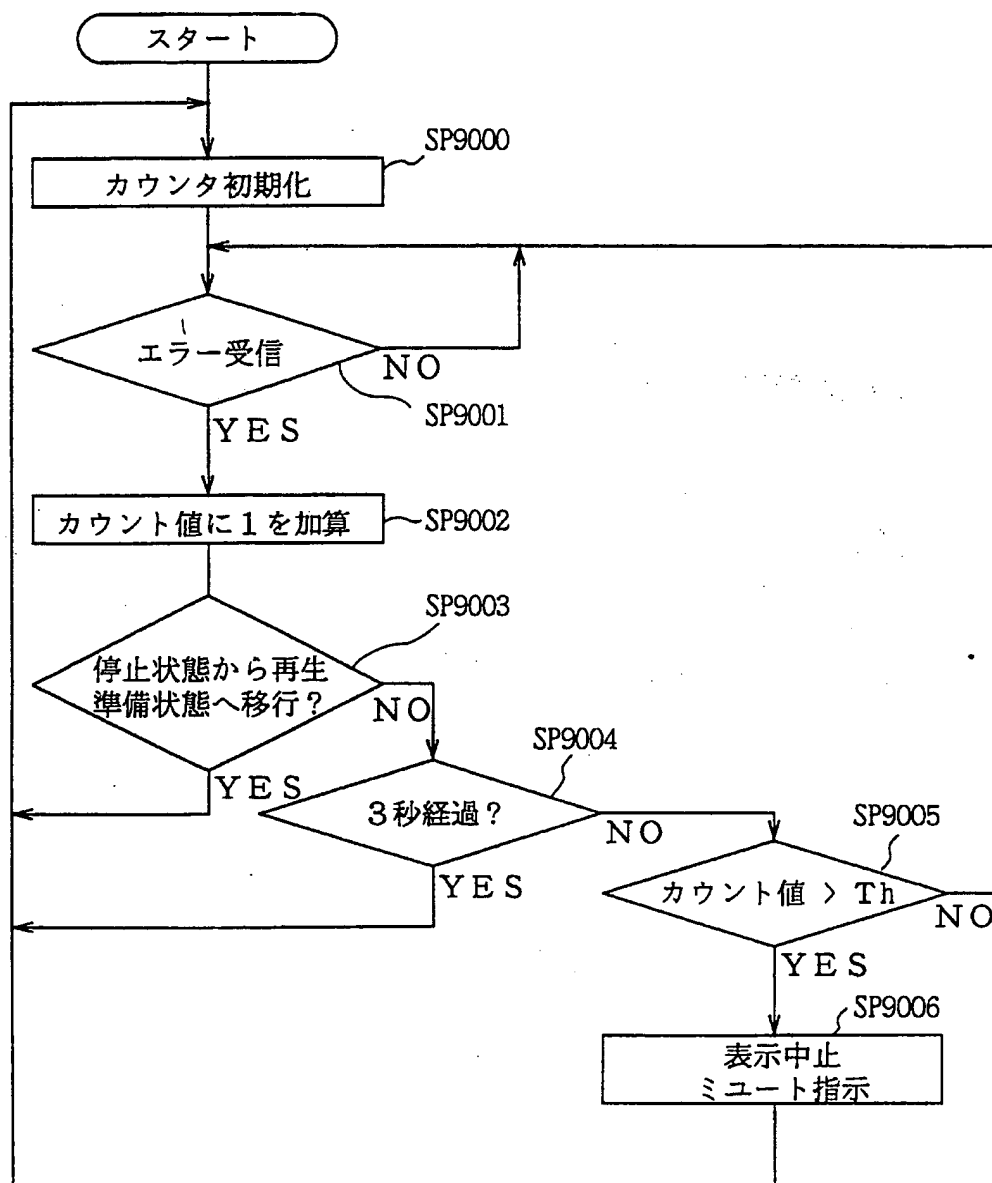 スタート
SP9000
カウンタ初期化
エラー受信
NO
SP9001
YES
カウント値に1を加算
SP9002
SP9003
停止状態から再生
準備状態へ移行?
NO
YES
SP9004
3秒経過?
NO
YES
SP9005
カウント値 > Th
NO
YES
SP9006
表示中止
ミユート指示